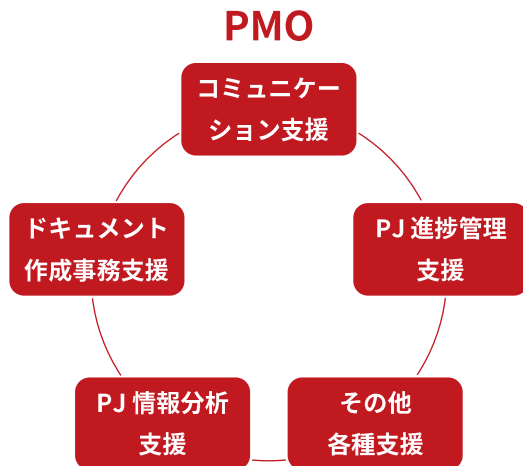 PMO
コミュニケー
ション支援
ドキュメント
作成事務支援
PJ 進捗管理
支援
PJ 情報分析
支援
その他
各種支援